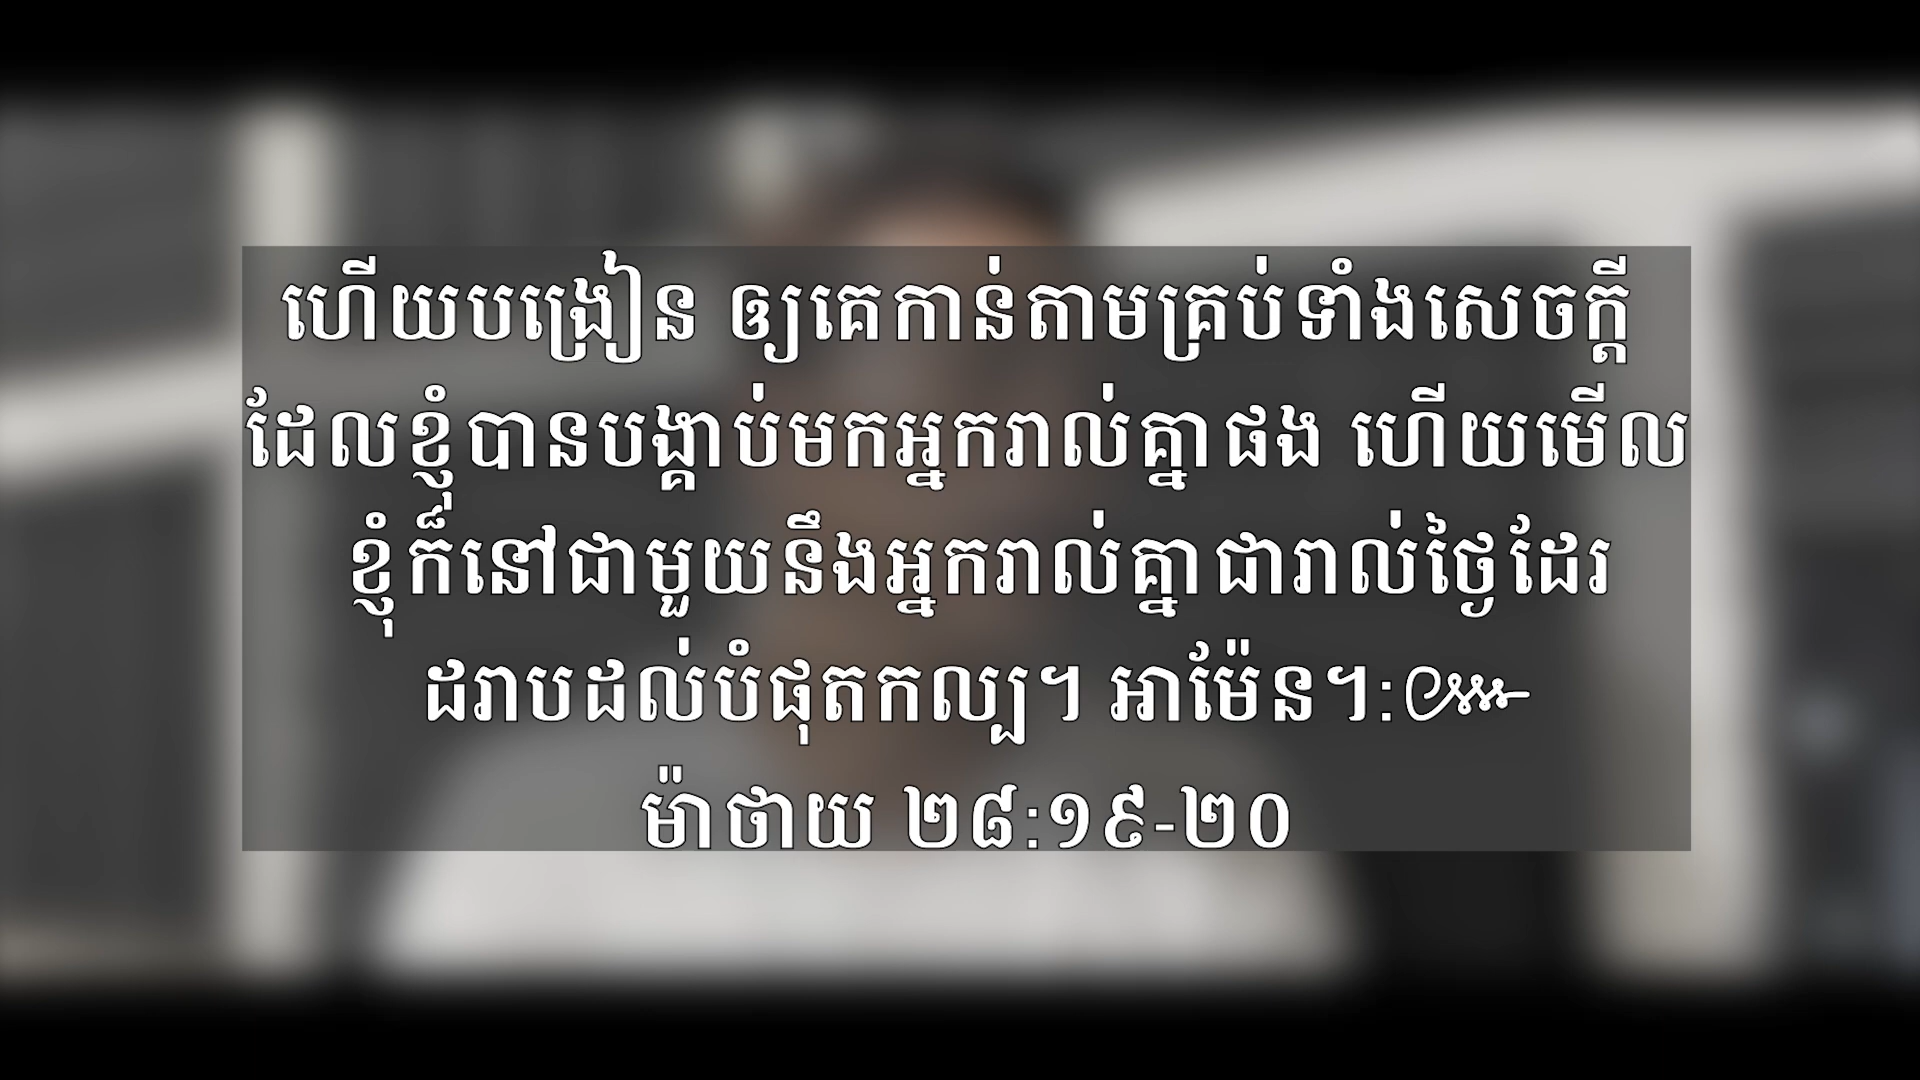 ហើយបង្រៀន ឲ្យគេកាន់តាមគ្រប់ទាំងសេចក្ដី
ដែលខ្ញុំបានបង្គាប់មកអ្នករាល់គ្នាផង ហើយមើល
ខ្ញុំក៏នៅជាមួយនឹងអ្នករាល់គ្នាជារាល់ថ្ងៃដែរ
ដរាបដល់បំផុតកល្ប។ អាម៉ែន។:៚
ម៉ាថាយ ២៨:១៩-២០